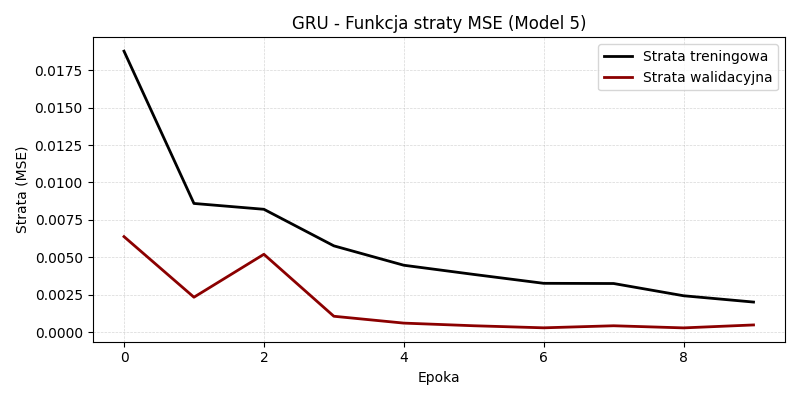 GRU - Funkcja straty MSE (Model 5)
Strata treningowa
Strata walidacyjna
Strata (MSE)
0.0175
0.0150
0.0125
0.0100
0.0075
0.0050
0.0025
0.0000
0 2 4 6 8
Epoka